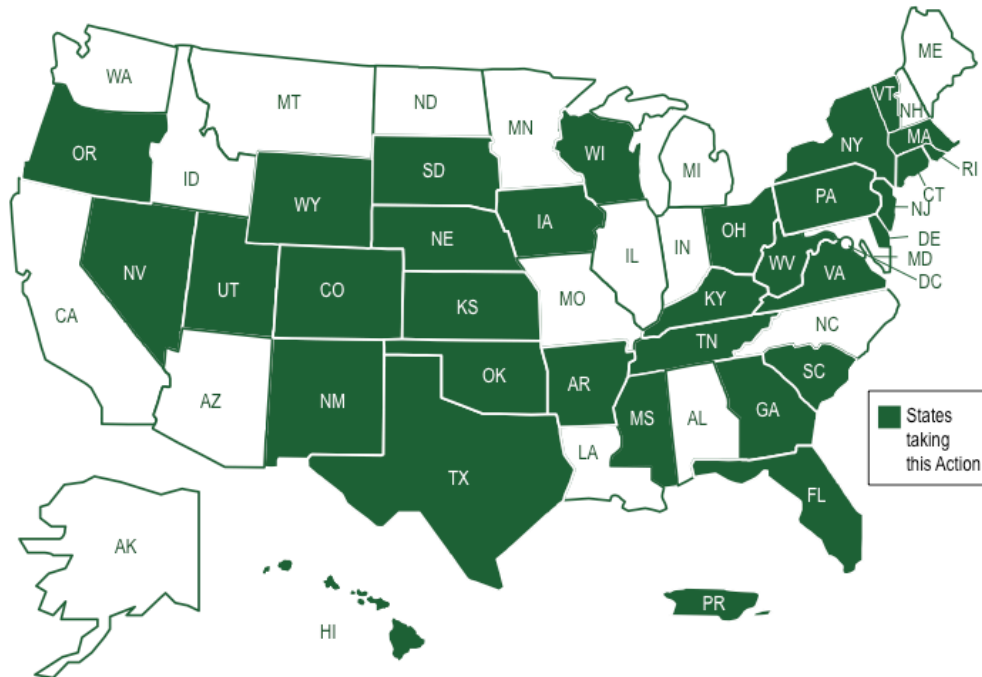 WA
MT
ND
MN
ME
VT
NH
OR
ID
WY
SD
WI
MI
NY
MA
RI
CT
NV
UT
CO
NE
IA
IL
IN
OH
PA
NJ
DE
MD
DC
CA
KS
MO
KY
WV
VA
AZ
NM
OK
AR
TN
NC
SC
TX
LA
MS
AL
GA
FL
States
taking
this Action
AK
HI
PR